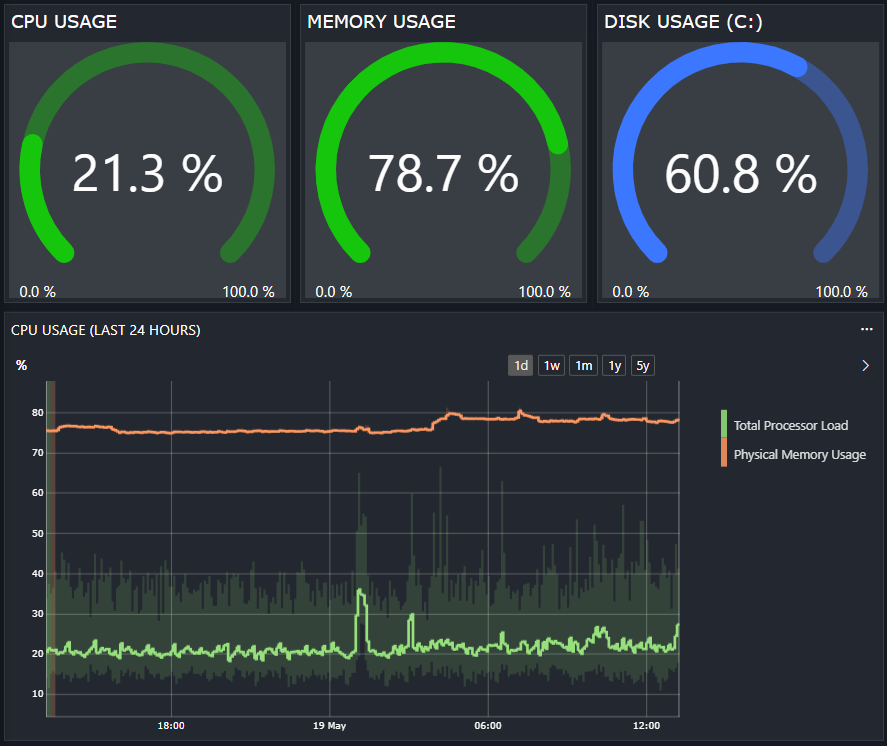 CPU USAGE
MEMORY USAGE
DISK USAGE (C:)
21.3 %
78.7 %
60.8 %
0.0 %
100.0 %
0.0 %
100.0 %
0.0 %
100.0 %
CPU USAGE (LAST 24 HOURS)
...
%
1d 1w 1m 1y 5y
80
70
60
50
40
30
20
10
18:00
19 May
06:00
12:00
Total Processor Load
Physical Memory Usage